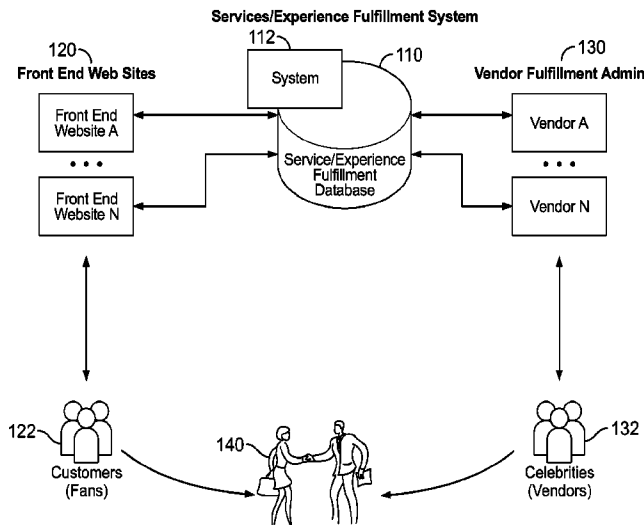 Services/Experience Fulfillment System
120
112
110
130
Front End Web Sites
System
Vendor Fulfillment Admin
Front End
Website A
Vendor A
• • •
Service/Experience
Fulfillment
Database
• • •
Front End
Website N
Vendor N
122
140
132
Customers
(Fans)
Celebrities
(Vendors)